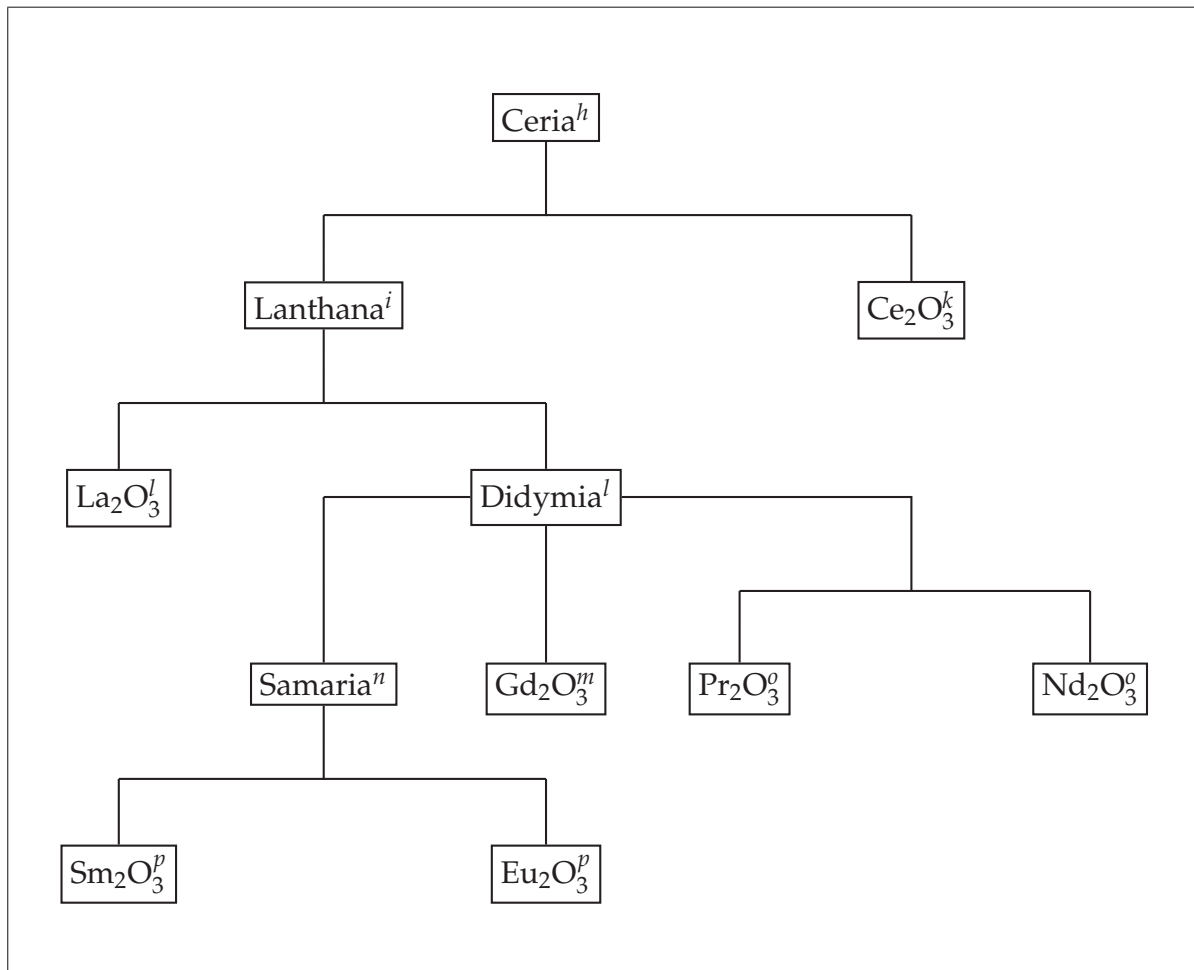 Ceria^h
Lanthana^i
Ce₂O₃^k
La₂O₃^l
Didymia^l
Samaria^n
Gd₂O₃^m
Pr₂O₃^o
Nd₂O₃^o
Sm₂O₃^p
Eu₂O₃^p